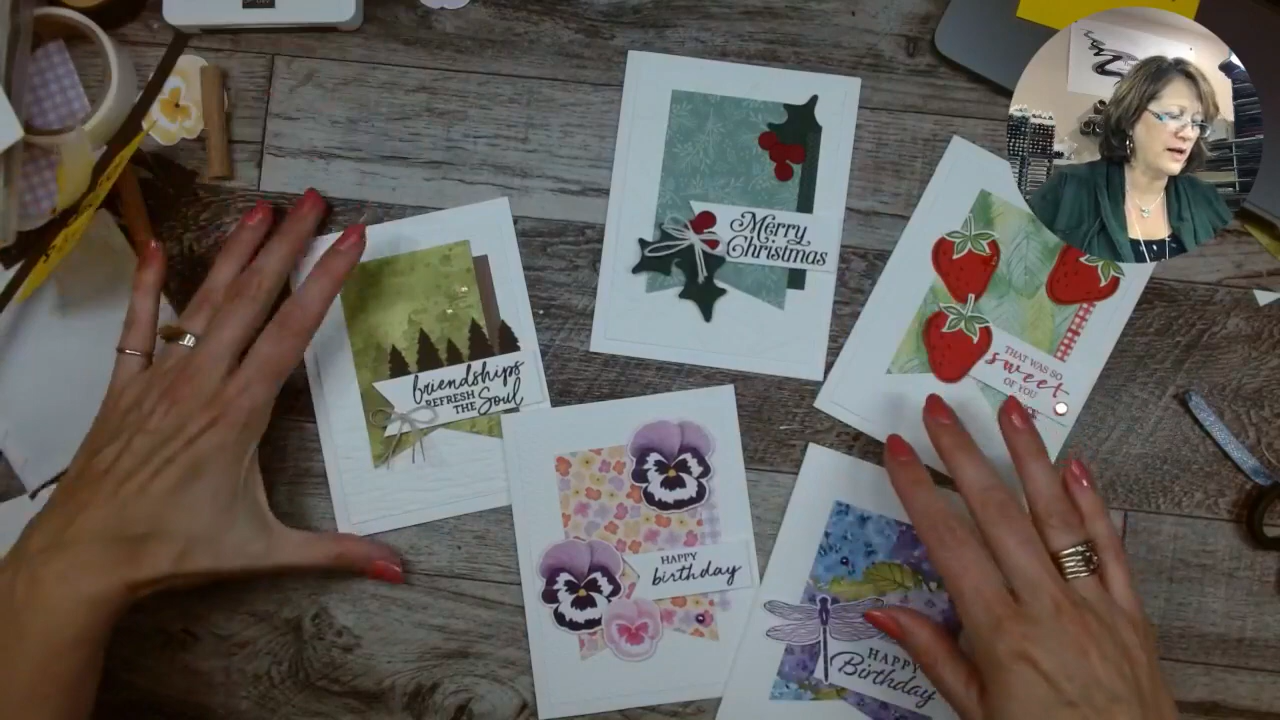 Merry
Christmas
friendships
REFRESH
THE Soul
THAT WAS SO
sweet
OF YOU
HAPPY
birthday
HAPPY
Birthday